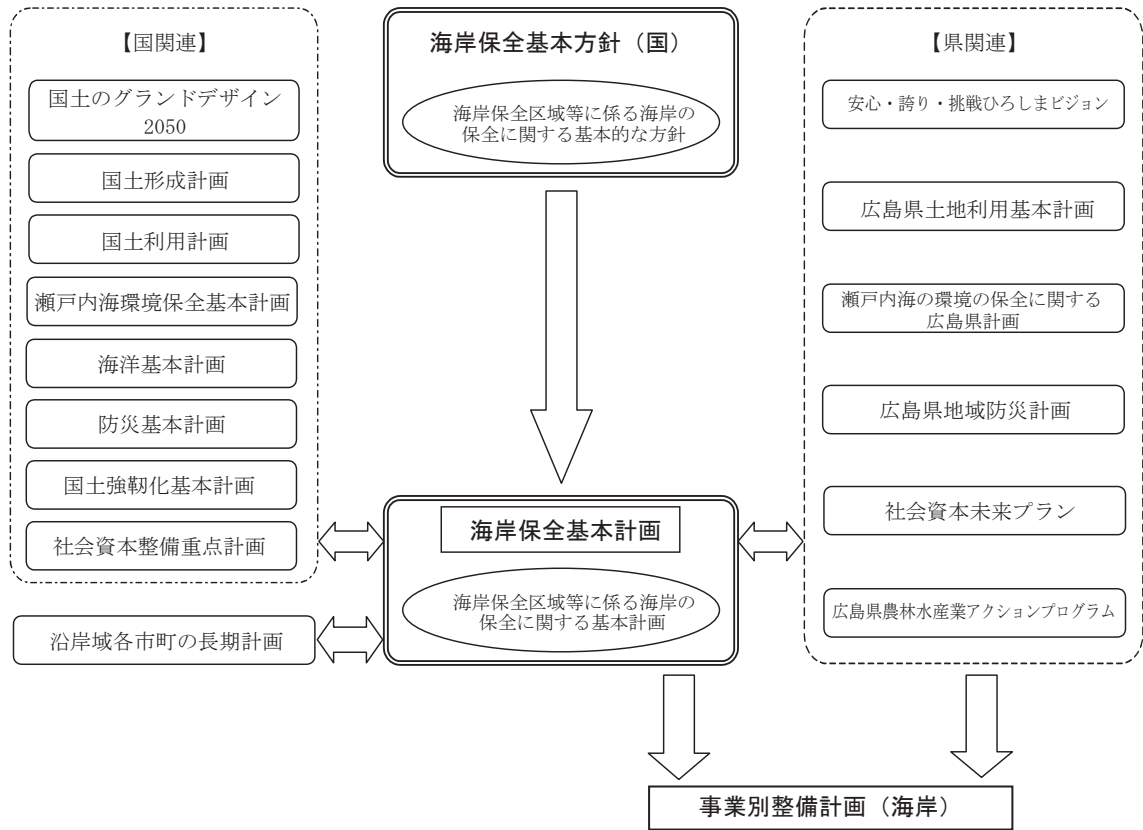 【国関連】
国土のグランドデザイン
2050
国土形成計画
国土利用計画
瀬戸内海環境保全基本計画
海洋基本計画
防災基本計画
国土強靭化基本計画
社会資本整備重点計画
沿岸域各市町の長期計画
海岸保全基本方針（国）
海岸保全区域等に係る海岸の
保全に関する基本的な方針
海岸保全基本計画
海岸保全区域等に係る海岸の
保全に関する基本計画
【県関連】
安心・誇り・挑戦ひろしまビジョン
広島県土地利用基本計画
瀬戸内海の環境の保全に関する
広島県計画
広島県地域防災計画
社会資本未来プラン
広島県農林水産業アクションプログラム
事業別整備計画（海岸）